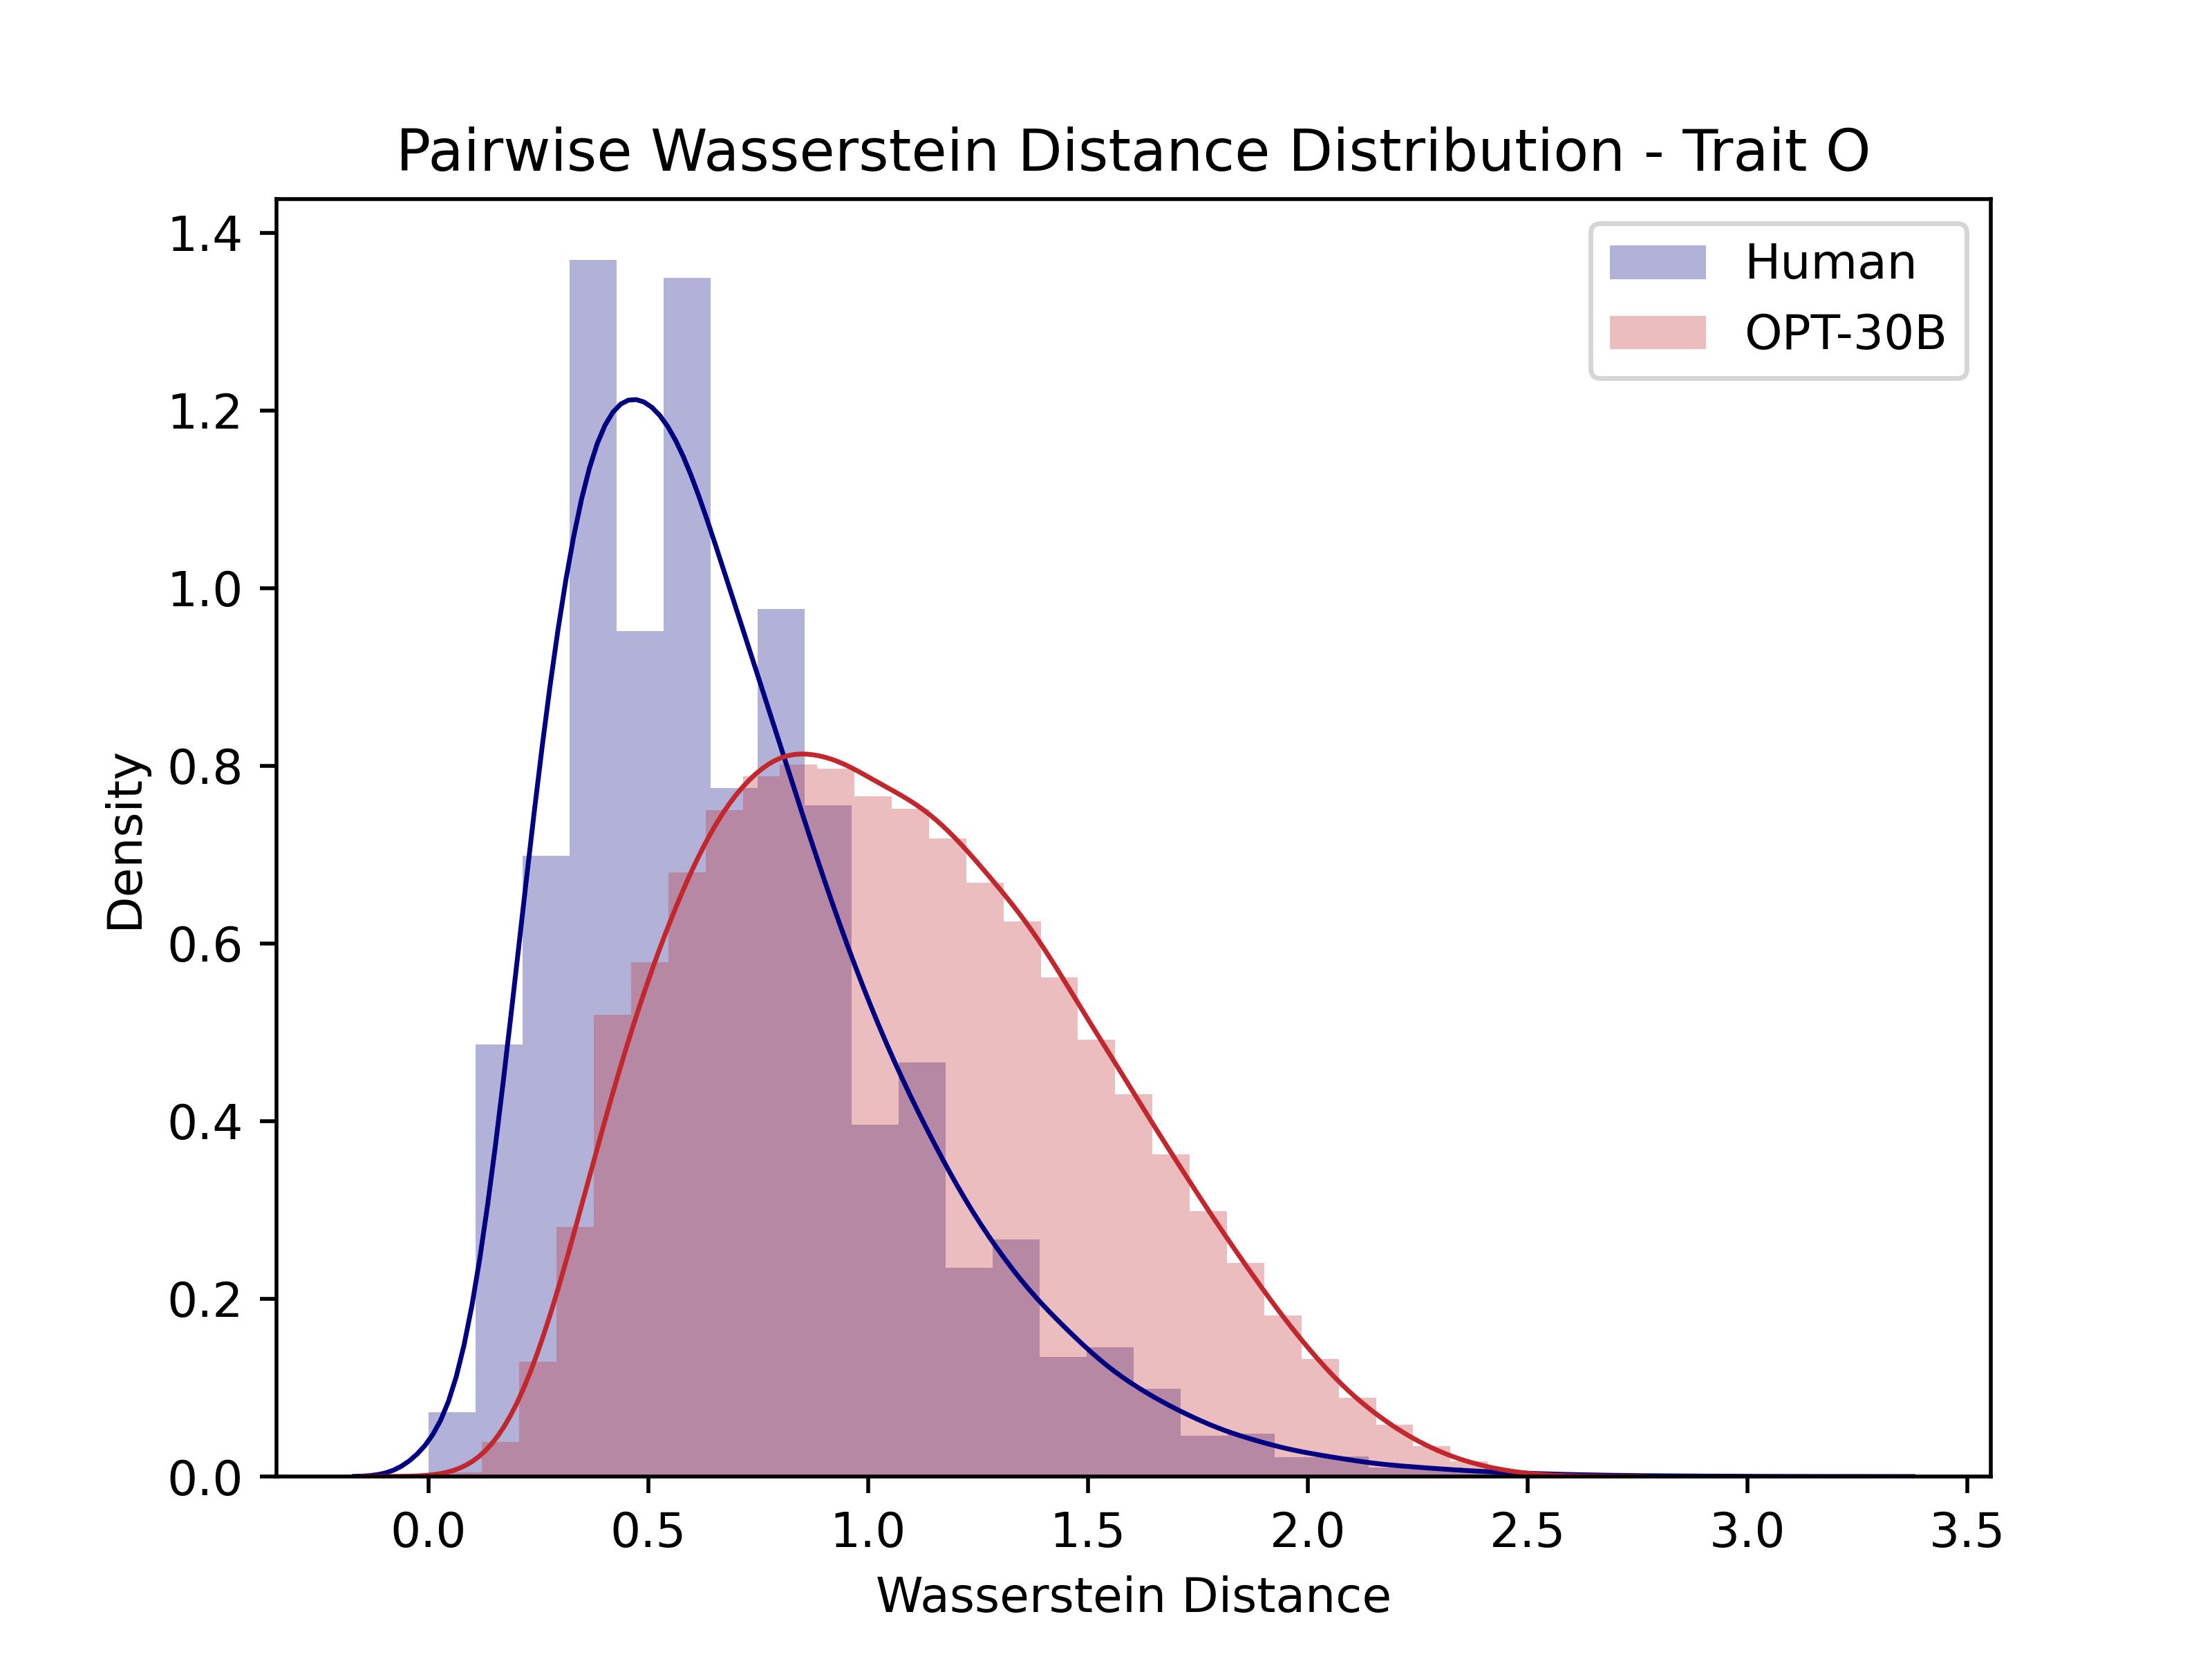 Pairwise Wasserstein Distance Distribution - Trait O
Human
OPT-30B
1.4
1.2
1.0
0.8
0.6
0.4
0.2
0.0
Density
0.0 0.5 1.0 1.5 2.0 2.5 3.0 3.5
Wasserstein Distance